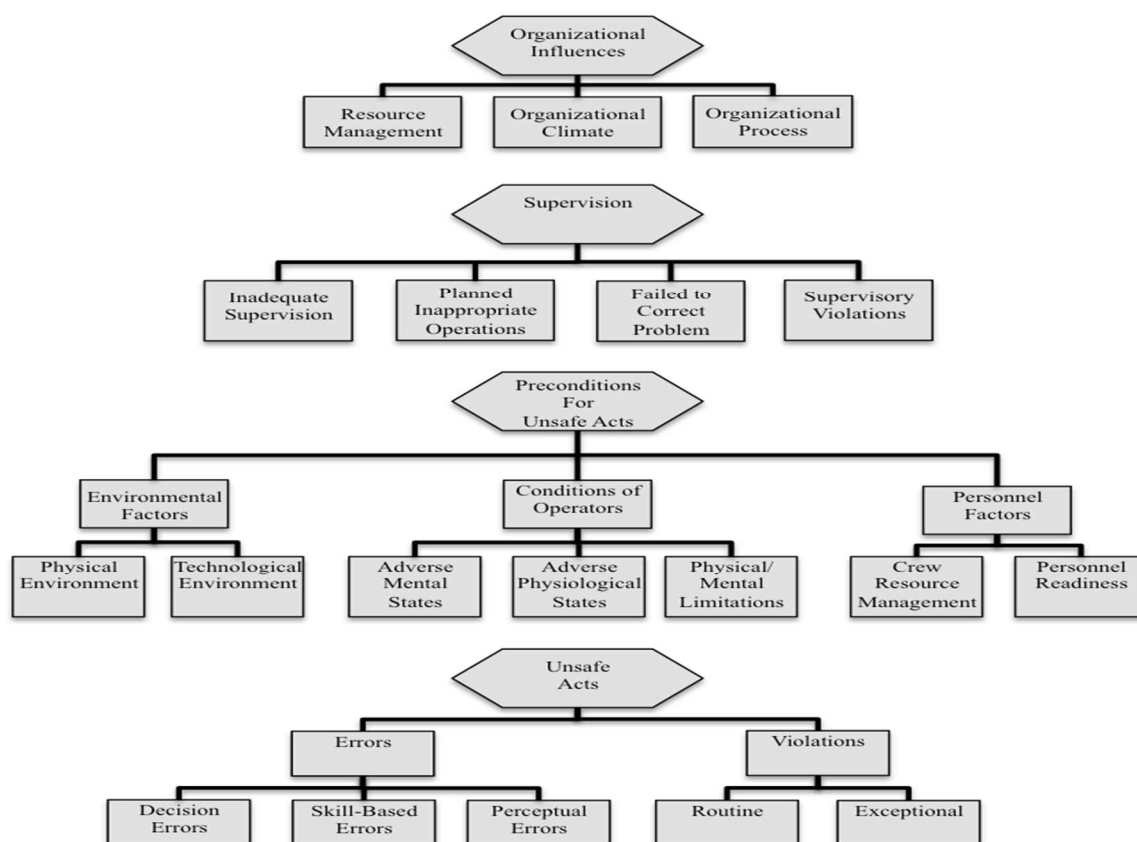 Organizational
Influences
Resource
Management
Organizational
Climate
Organizational
Process
Supervision
Inadequate
Supervision
Planned
Inappropriate
Operations
Failed to
Correct
Problem
Supervisory
Violations
Preconditions
For
Unsafe Acts
Environmental
Factors
Conditions of
Operators
Personnel
Factors
Physical
Environment
Technological
Environment
Adverse
Mental
States
Adverse
Physiological
States
Physical/
Mental
Limitations
Crew
Resource
Management
Personnel
Readiness
Unsafe
Acts
Errors
Violations
Decision
Errors
Skill-Based
Errors
Perceptual
Errors
Routine
Exceptional